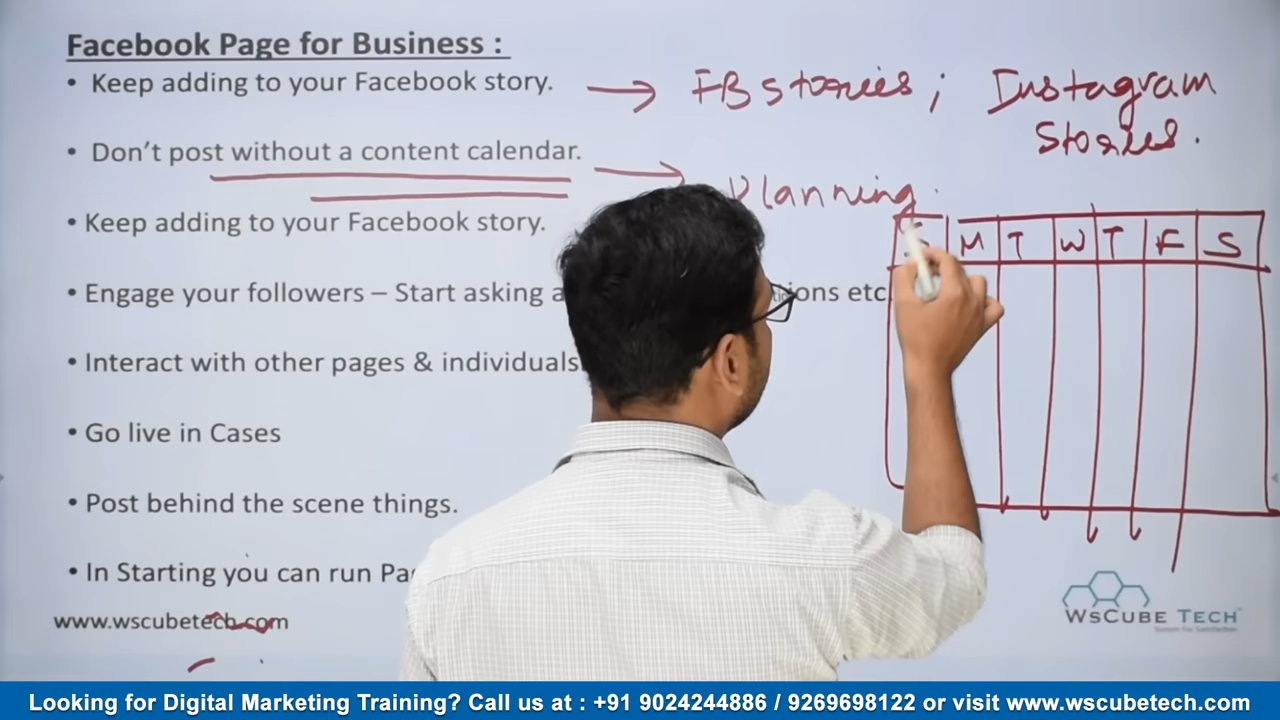 Facebook Page for Business :
• Keep adding to your Facebook story.
→ FB stories; Instagram
Stories.
• Don't post without a content calendar.
→ Planning
• Keep adding to your Facebook story.
M T W T F S
• Engage your followers – Start asking ions etc
• Interact with other pages & individuals
• Go live in Cases
• Post behind the scene things.
• In Starting you can run
www.wscubetech.com
WsCube Tech
Looking for Digital Marketing Training? Call us at : +91 9024244886 / 9269698122 or visit www.wscubetech.com